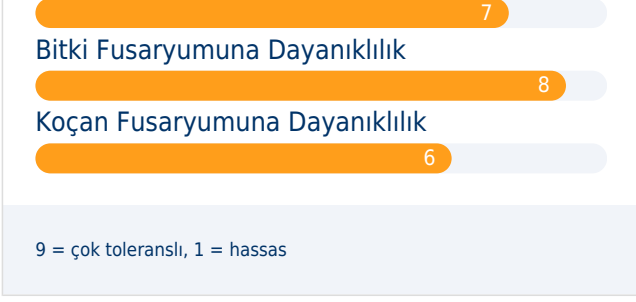 7
Bitki Fusaryumuna Dayanıklılık
8
Koçan Fusaryumuna Dayanıklılık
6
9 = çok toleranslı, 1 = hassas